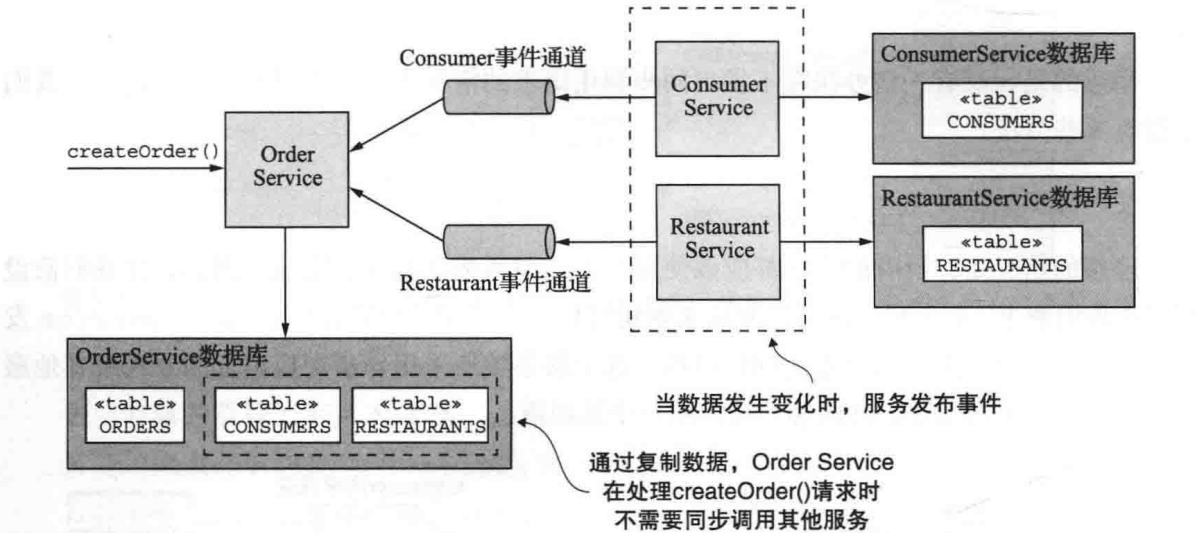 Consumer事件通道
createOrder()
Order
Service
Restaurant事件通道
Consumer
Service
Restaurant
Service
ConsumerService数据库
«table»
CONSUMERS
RestaurantService数据库
«table»
RESTAURANTS
OrderService数据库
«table»
ORDERS
«table»
CONSUMERS
«table»
RESTAURANTS
当数据发生变化时，服务发布事件
通过复制数据，Order Service
在处理createOrder()请求时
不需要同步调用其他服务